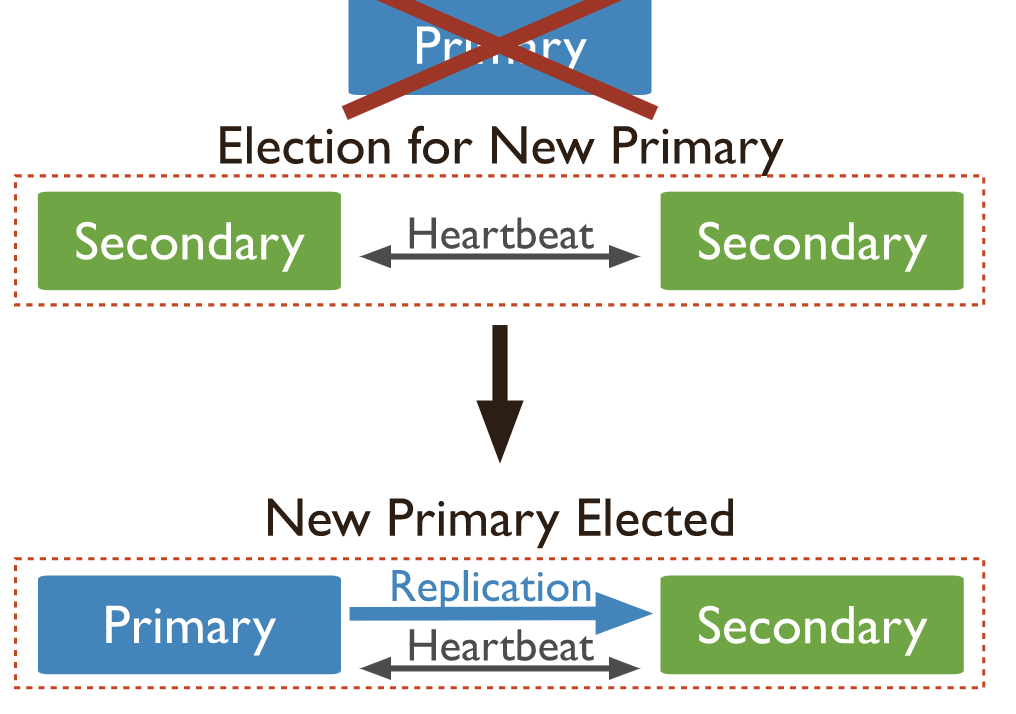 Primary
Election for New Primary
Secondary
Heartbeat
Secondary
New Primary Elected
Primary
Replication
Heartbeat
Secondary